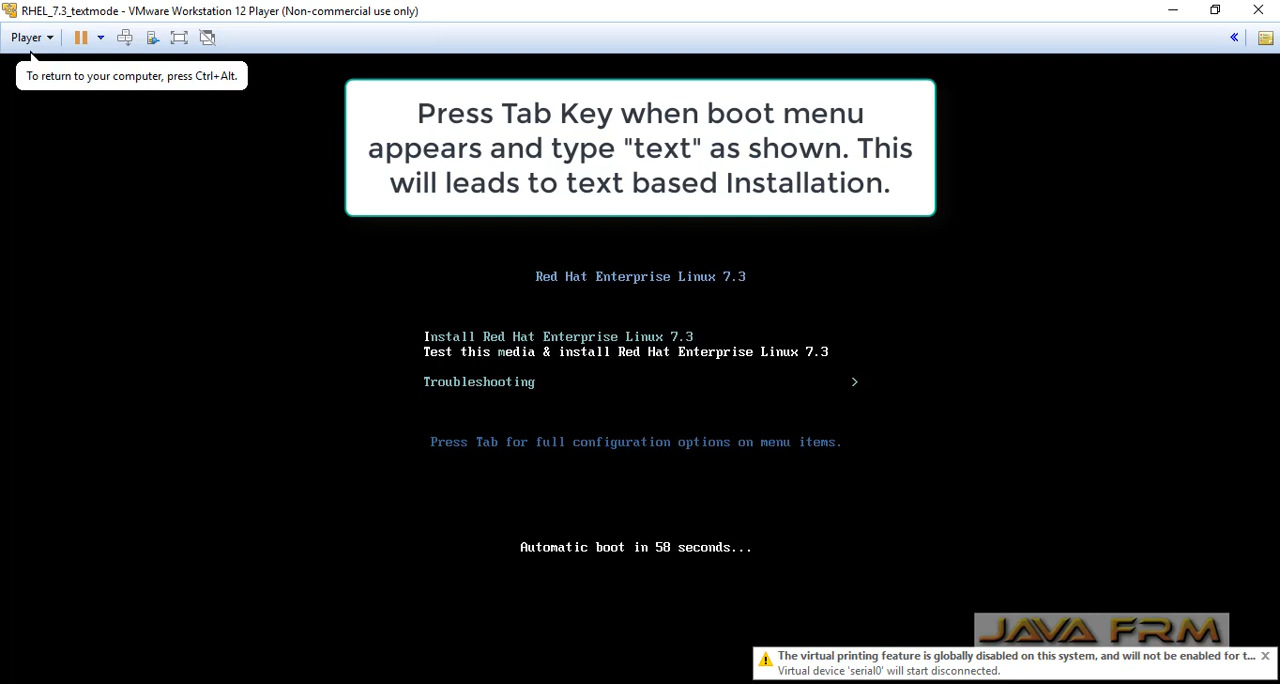 RHEL_7.3_textmode - VMware Workstation 12 Player (Non-commercial use only)
Player
To return to your computer, press Ctrl+Alt.
Press Tab Key when boot menu
appears and type "text" as shown. This
will leads to text based Installation.
Red Hat Enterprise Linux 7.3
Install Red Hat Enterprise Linux 7.3
Test this media & install Red Hat Enterprise Linux 7.3
Troubleshooting >
Press Tab for full configuration options on menu items.
Automatic boot in 58 seconds...
JAVA FRM
The virtual printing feature is globally disabled on this system, and will not be enabled for t...
Virtual device 'serial0' will start disconnected.